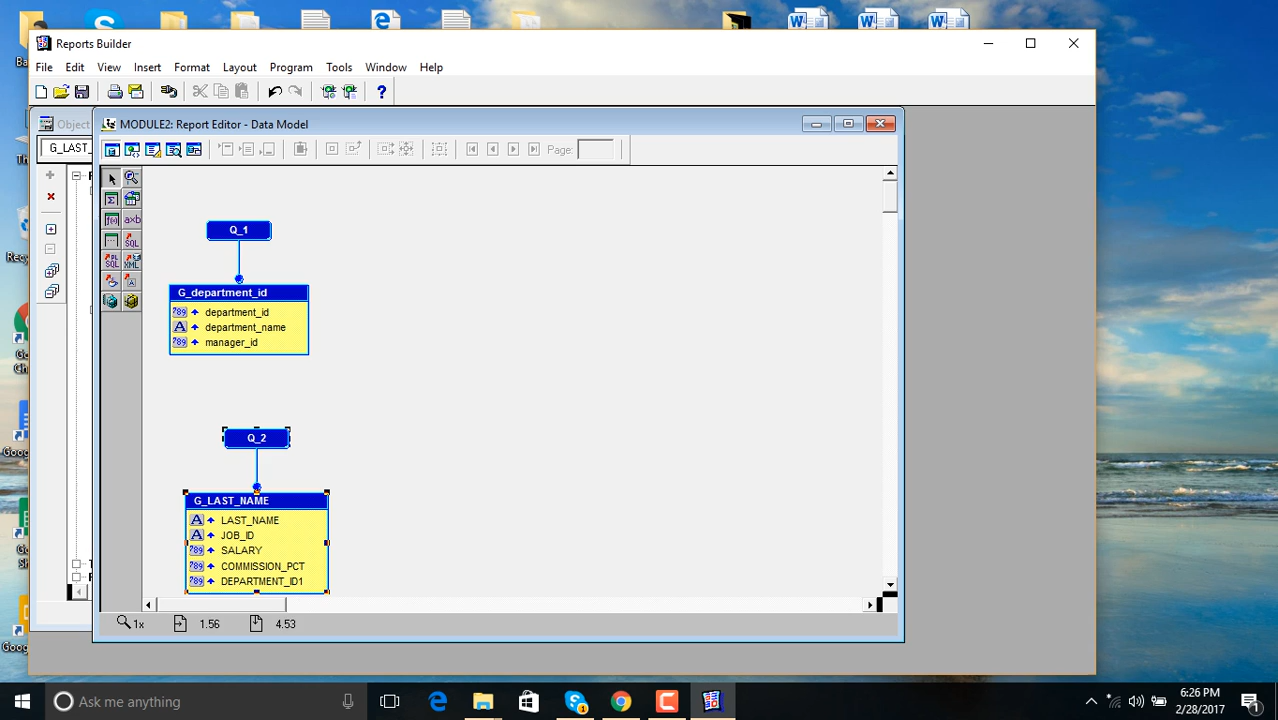 Reports Builder
File Edit View Insert Format Layout Graphics Program Tools Window Help
Object
MODULE2: Report Editor - Data Model
G_LAST_
Page:
Q_1
G_department_id
department_id
department_name
manager_id
Q_2
G_LAST_NAME
LAST_NAME
JOB_ID
SALARY
COMMISSION_PCT
DEPARTMENT_ID1
1x 1.56 4.53
Ask me anything
6:26 PM
2/28/2017